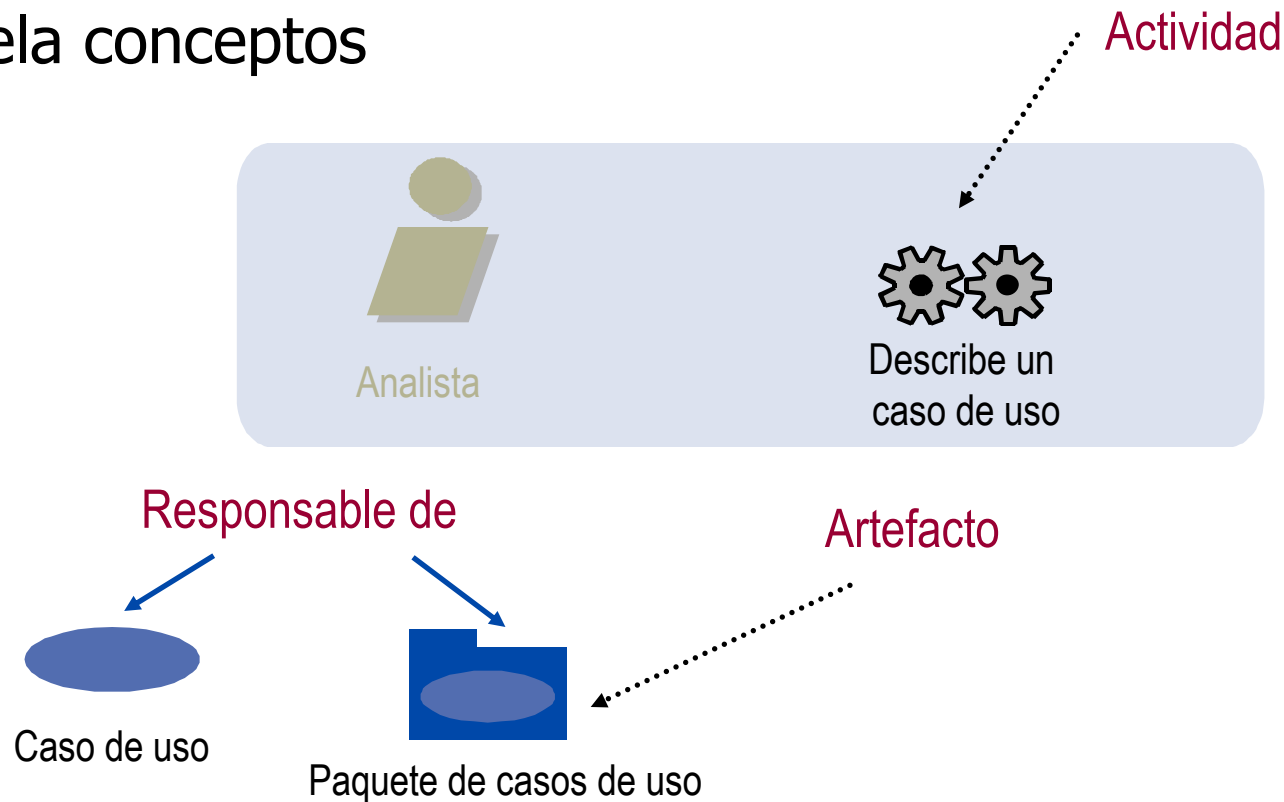 ela conceptos
Actividad
Analista
Describe un
caso de uso
Responsable de
Artefacto
Caso de uso
Paquete de casos de uso